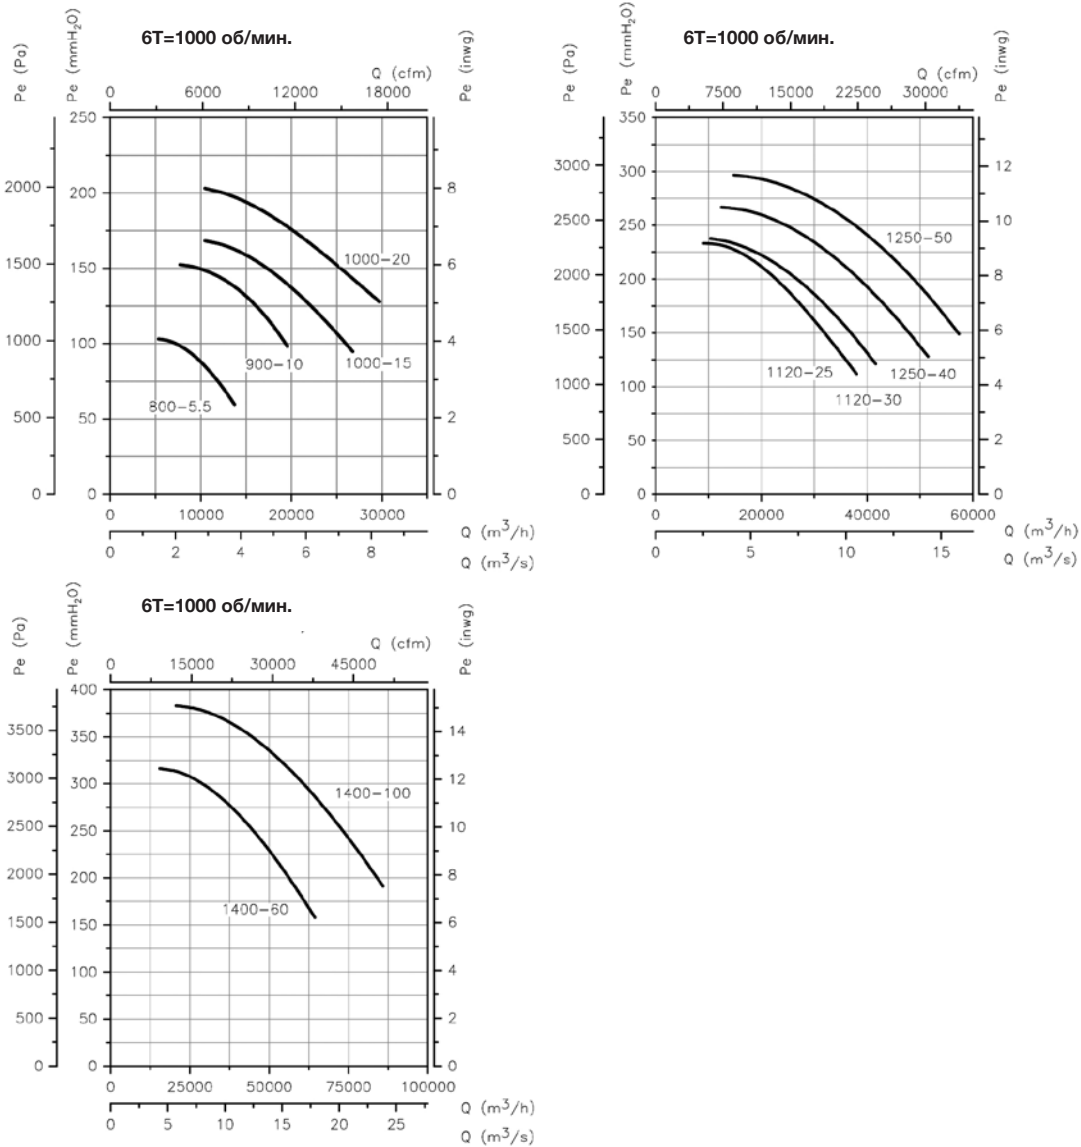 6T=1000 об/мин.
Pe (Pa)
Pe (mmH2O)
Pe (inwg)
Q (cfm)
0 6000 12000 18000
250
200
150
100
50
0
2000
1500
1000
500
0
8
6
4
2
0
1000-20
1000-15
900-10
800-5.5
0 10000 20000 30000
Q (m3/h)
0 2 4 6 8
Q (m3/s)
6T=1000 об/мин.
Pe (Pa)
Pe (mmH2O)
Pe (inwg)
Q (cfm)
0 7500 15000 22500 30000
350
300
250
200
150
100
50
0
3000
2500
2000
1500
1000
500
0
12
10
8
6
4
2
0
1250-50
1120-25
1250-40
1120-30
0 20000 40000 60000
Q (m3/h)
0 5 10 15
Q (m3/s)
6T=1000 об/мин.
Pe (Pa)
Pe (mmH2O)
Pe (inwg)
Q (cfm)
0 15000 30000 45000
400
350
300
250
200
150
100
50
0
3500
3000
2500
2000
1500
1000
500
0
14
12
10
8
6
4
2
0
1400-100
1400-60
0 25000 50000 75000 100000
Q (m3/h)
0 5 10 15 20 25
Q (m3/s)